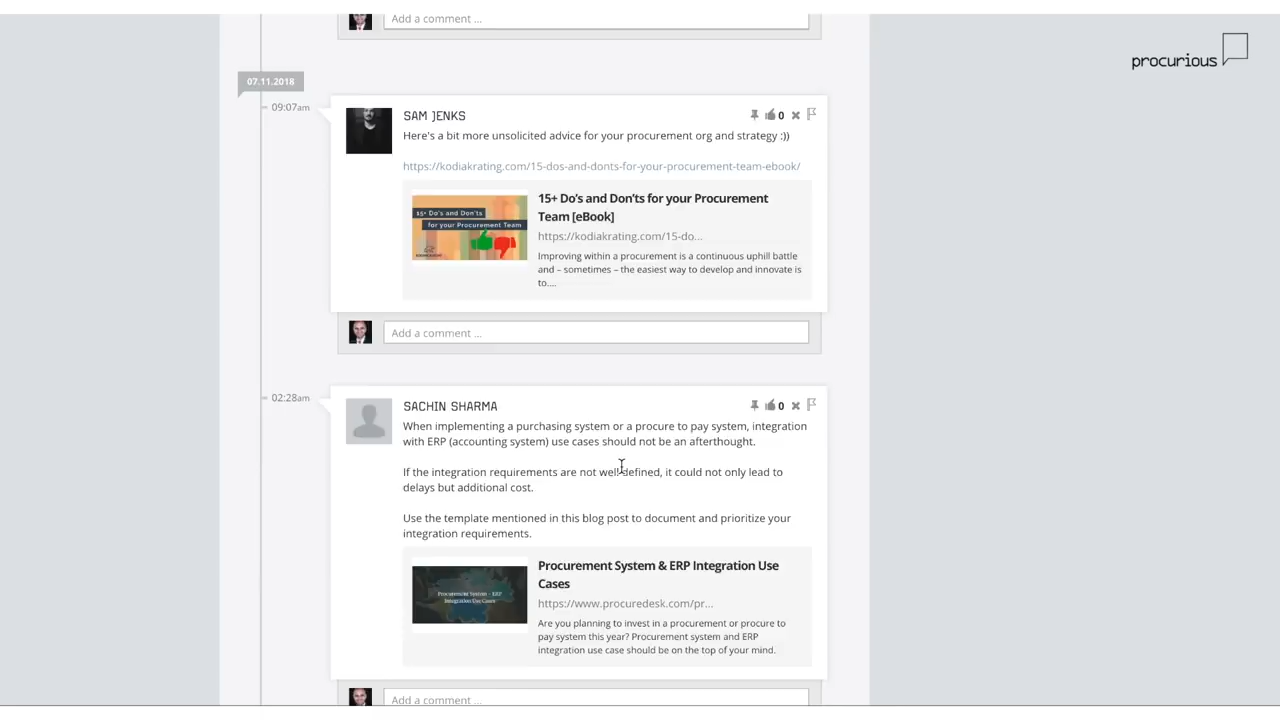 Add a comment ...
procurious
07.11.2018
09:07am
SAM JENKS
0
Here's a bit more unsolicited advice for your procurement org and strategy :))
https://kodiakrating.com/15-dos-and-donts-for-your-procurement-team-ebook/
15+ Do's and Don'ts
for your Procurement Team
KODIAKRATING
15+ Do’s and Don’ts for your Procurement
Team [eBook]
https://kodiakrating.com/15-do...
Improving within a procurement is a continuous uphill battle
and – sometimes – the easiest way to develop and innovate is
to....
Add a comment ...
02:28am
SACHIN SHARMA
0
When implementing a purchasing system or a procure to pay system, integration
with ERP (accounting system) use cases should not be an afterthought.
If the integration requirements are not well defined, it could not only lead to
delays but additional cost.
Use the template mentioned in this blog post to document and prioritize your
integration requirements.
Procurement System – ERP
Integration Use Cases
Procurement System & ERP Integration Use
Cases
https://www.procuredesk.com/pr...
Are you planning to invest in a procurement or procure to
pay system this year? Procurement system and ERP
integration use case should be on the top of your mind.
Add a comment ...